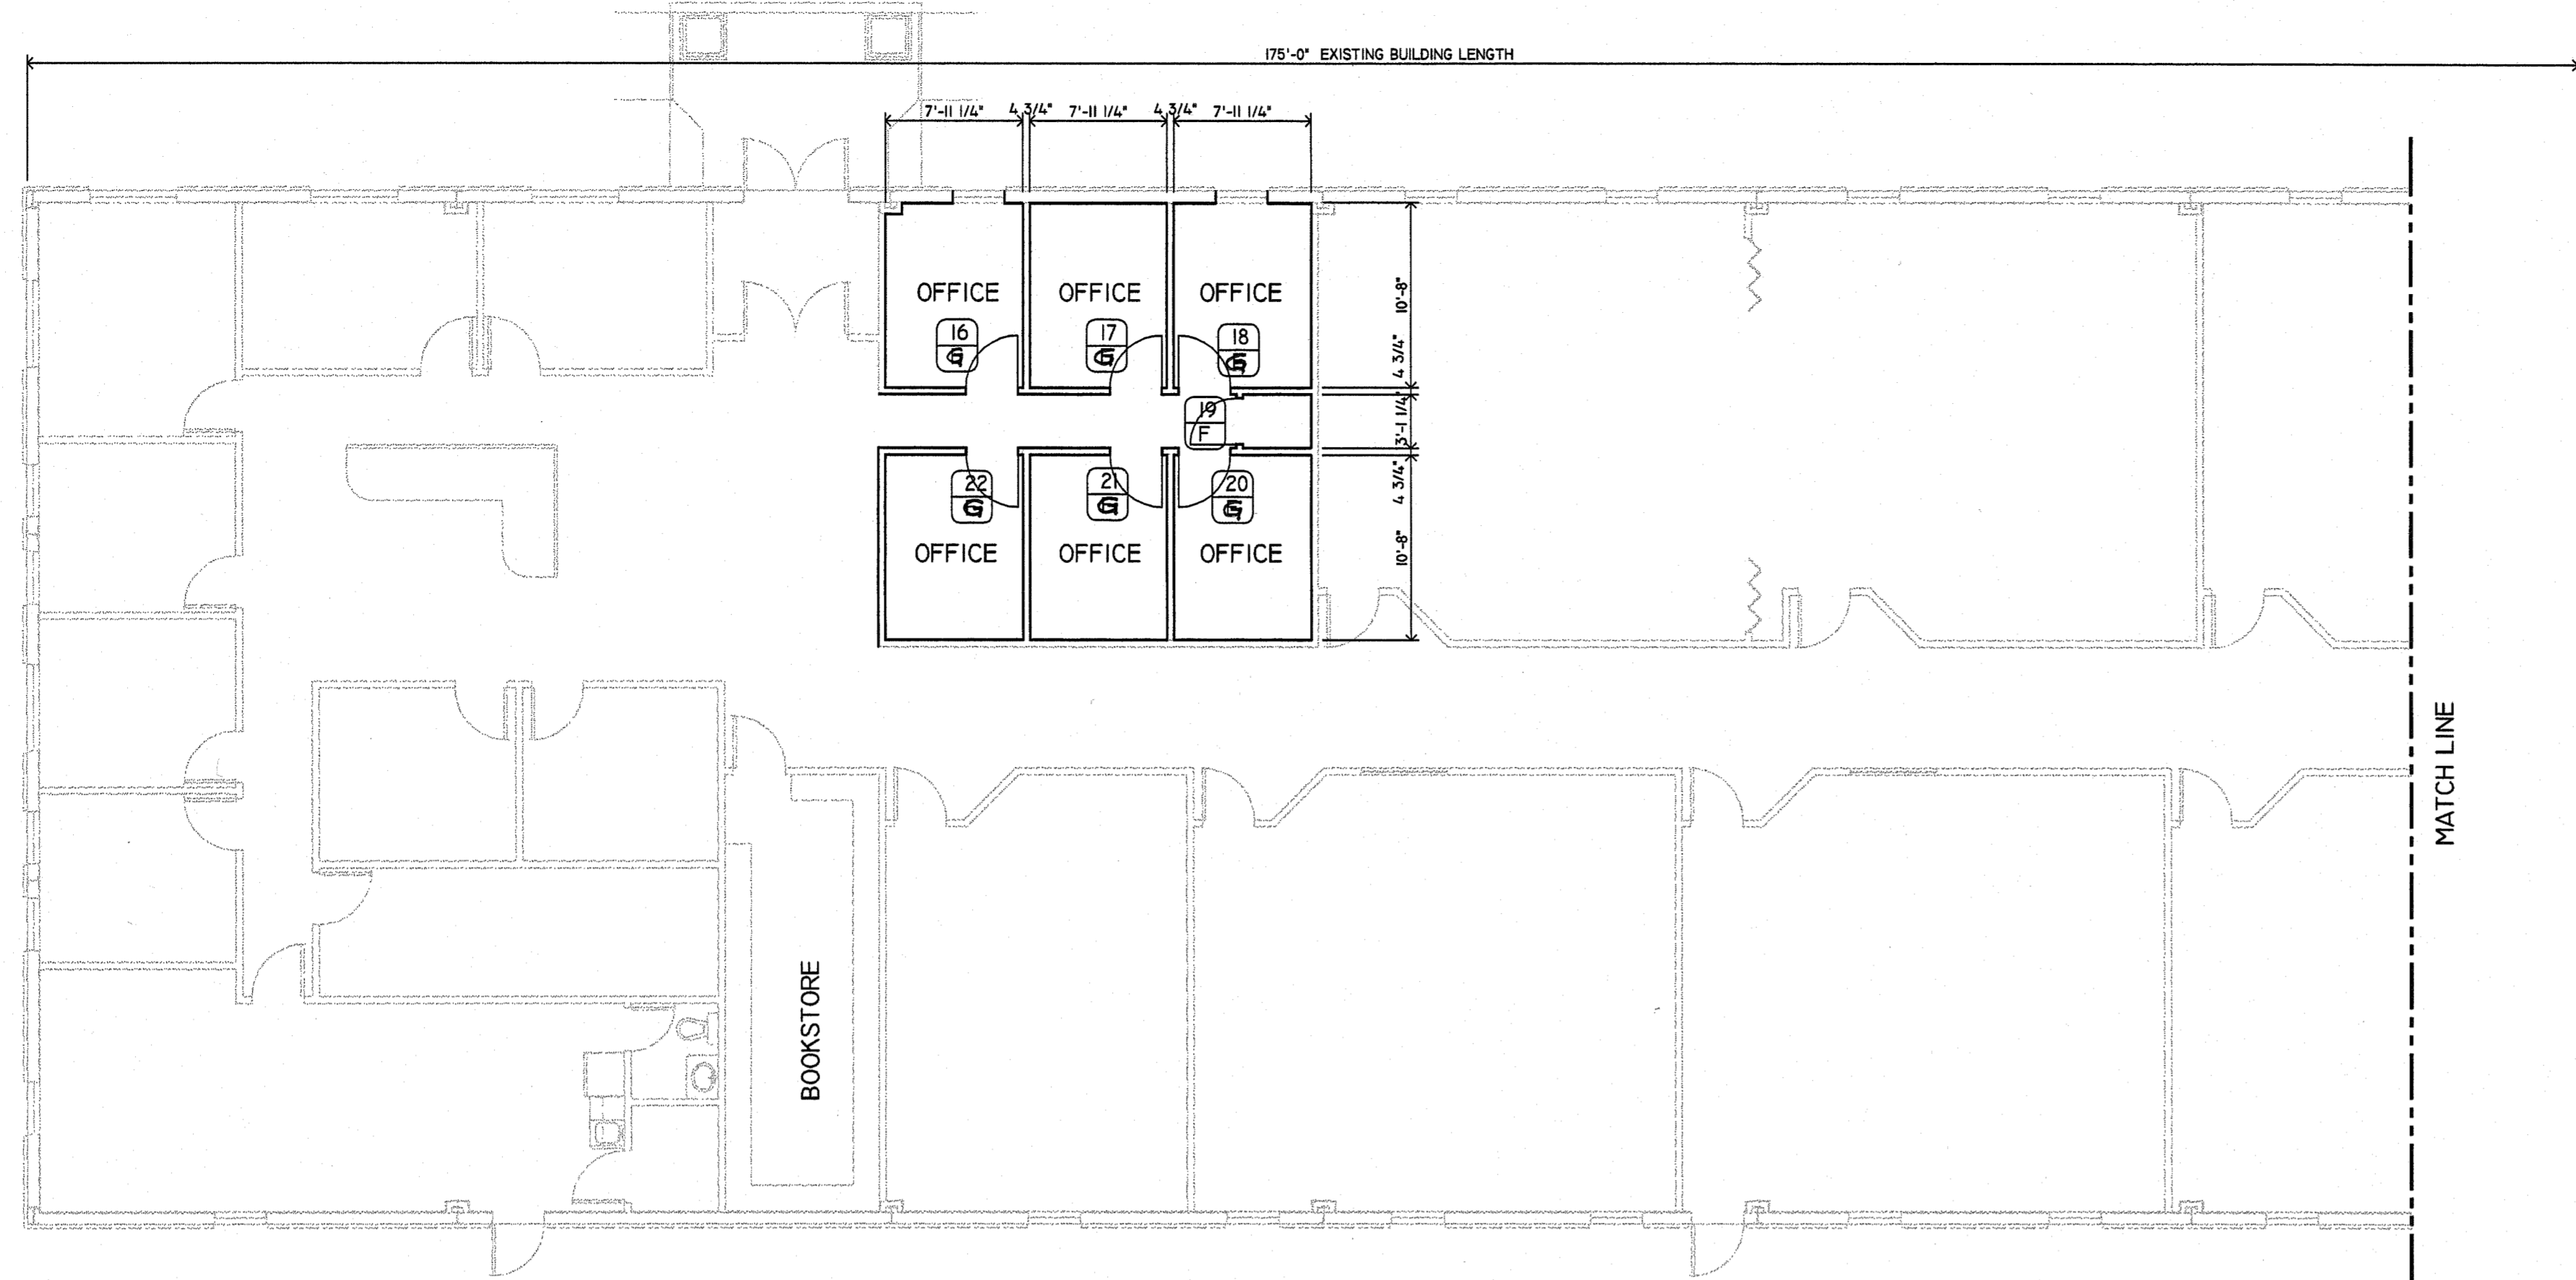 175'-0" EXISTING BUILDING LENGTH
7'-11 1/4" 4 3/4" 7'-11 1/4" 4 3/4" 7'-11 1/4"
OFFICE OFFICE OFFICE
16 17 18
G G G
10'-8"
4 3/4"
3'-1 1/4"
4 3/4"
10'-8"
19
F
22 21 20
G G G
OFFICE OFFICE OFFICE
BOOKSTORE
MATCH LINE